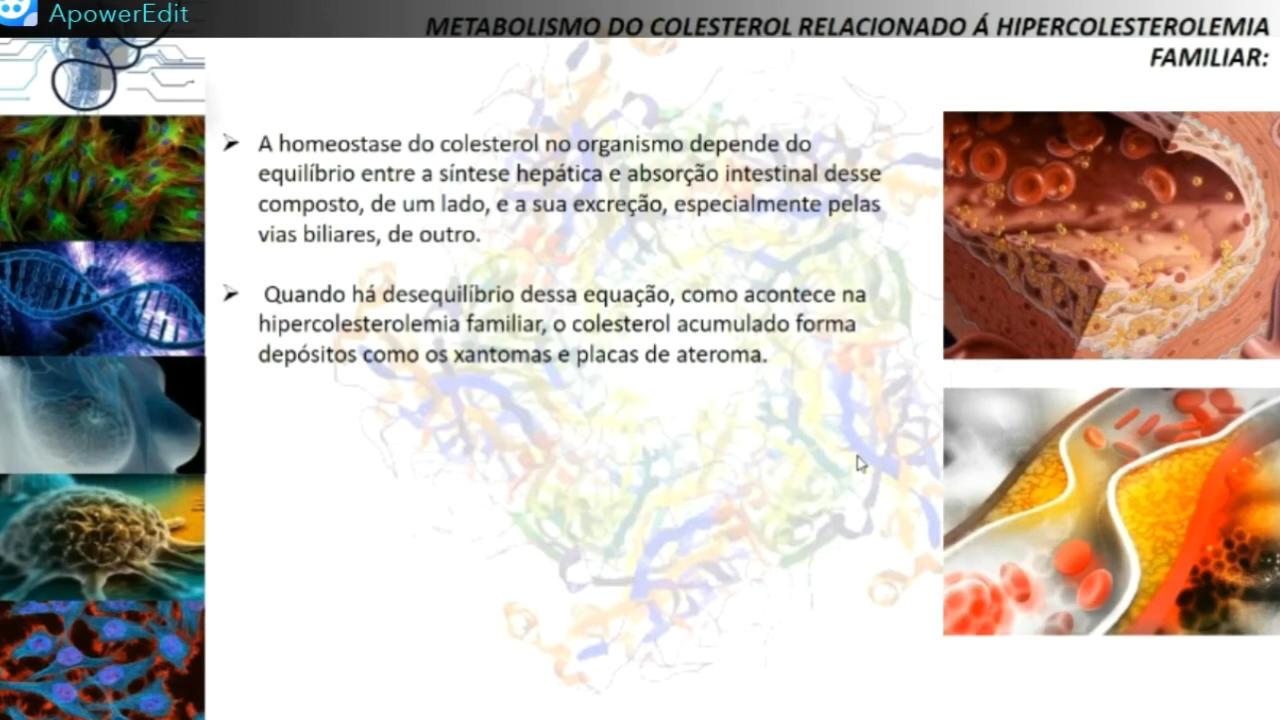 ApowerEdit
METABOLISMO DO COLESTEROL RELACIONADO Á HIPERCOLESTEROLEMIA
FAMILIAR:
➢ A homeostase do colesterol no organismo depende do
equilíbrio entre a síntese hepática e absorção intestinal desse
composto, de um lado, e a sua excreção, especialmente pelas
vias biliares, de outro.
➢ Quando há desequilíbrio dessa equação, como acontece na
hipercolesterolemia familiar, o colesterol acumulado forma
depósitos como os xantomas e placas de ateroma.